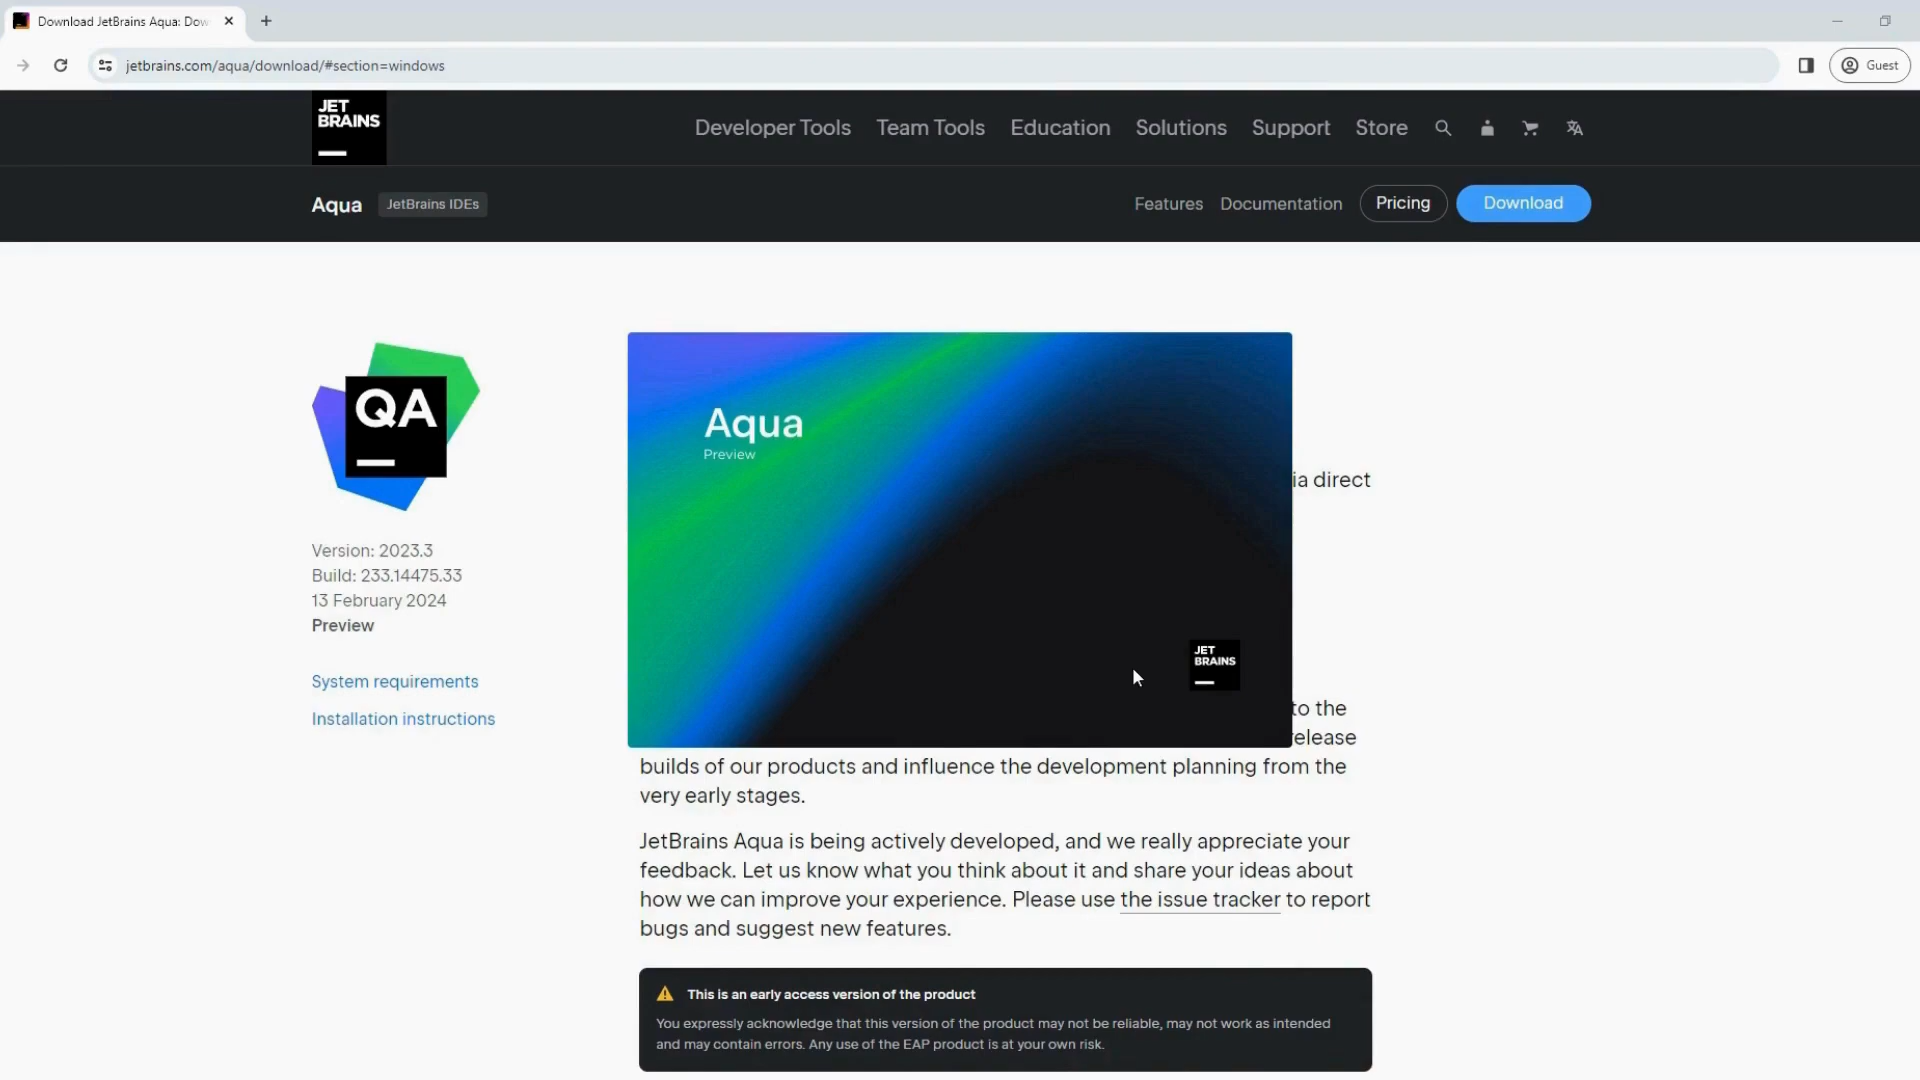 Download JetBrains Aqua: Dow
jetbrains.com/aqua/download/#section=windows
Guest
JET
BRAINS
Developer Tools
Team Tools
Education
Solutions
Support
Store
Aqua
JetBrains IDEs
Features
Documentation
Pricing
Download
QA
Version: 2023.3
Build: 233.14475.33
13 February 2024
Preview
System requirements
Installation instructions
Aqua
Preview
JET
BRAINS
ia direct
to the
release
builds of our products and influence the development planning from the
very early stages.
JetBrains Aqua is being actively developed, and we really appreciate your
feedback. Let us know what you think about it and share your ideas about
how we can improve your experience. Please use the issue tracker to report
bugs and suggest new features.
This is an early access version of the product
You expressly acknowledge that this version of the product may not be reliable, may not work as intended
and may contain errors. Any use of the EAP product is at your own risk.